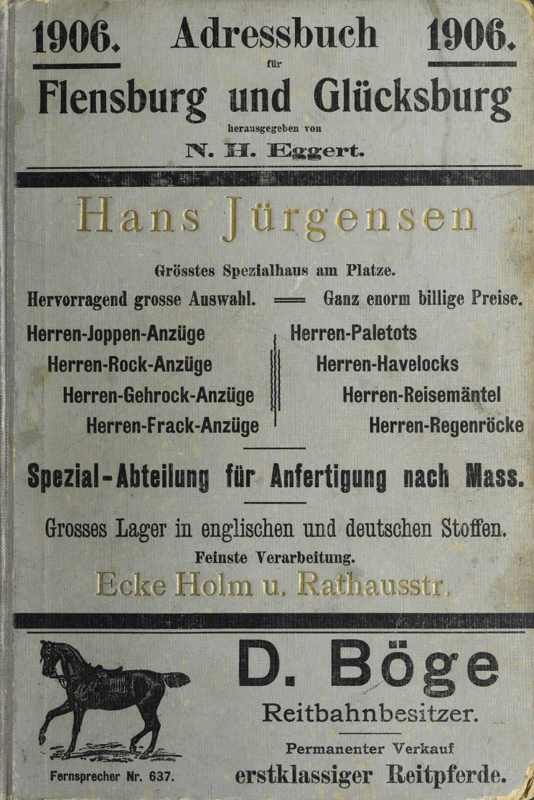 1906. Adressbuch 1906.
für
Flensburg und Glücksburg
herausgegeben von
N. H. Eggert.
Hans Jürgensen
Grösstes Spezialhaus am Platze.
Hervorragend grosse Auswahl. Ganz enorm billige Preise.
Herren-Joppen-Anzüge
Herren-Rock-Anzüge
Herren-Gehrock-Anzüge
Herren-Frack-Anzüge
Herren-Paletots
Herren-Havelocks
Herren-Reisemäntel
Herren-Regenröcke
Spezial-Abteilung für Anfertigung nach Mass.
Grosses Lager in englischen und deutschen Stoffen.
Feinste Verarbeitung.
Ecke Holm u. Rathausstr.
D. Böge
Reitbahnbesitzer.
Permanenter Verkauf
erstklassiger Reitpferde.
Fernsprecher Nr. 637.